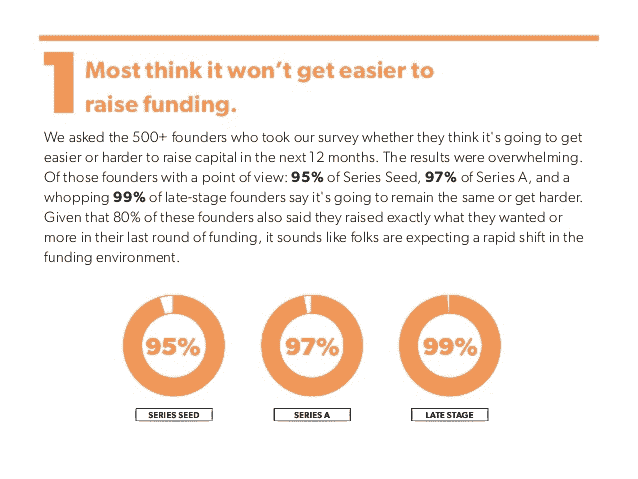 1
Most think it won't get easier to
raise funding.
We asked the 500+ founders who took our survey whether they think it's going to get
easier or harder to raise capital in the next 12 months. The results were overwhelming.
Of those founders with a point of view: 95% of Series Seed, 97% of Series A, and a
whopping 99% of late-stage founders say it's going to remain the same or get harder.
Given that 80% of these founders also said they raised exactly what they wanted or
more in their last round of funding, it sounds like folks are expecting a rapid shift in the
funding environment.
95% 97% 99%
SERIES SEED SERIES A LATE STAGE